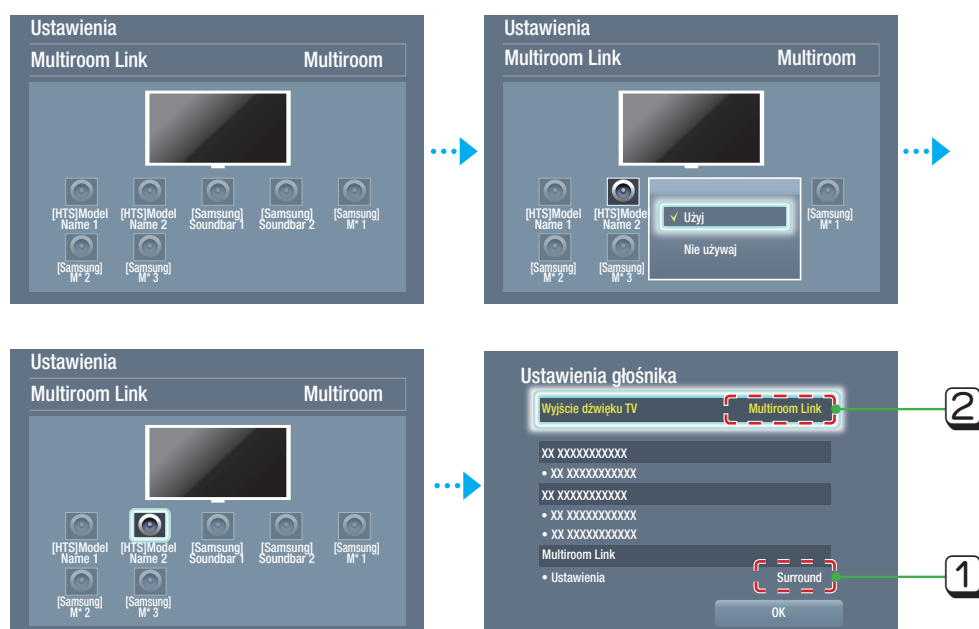 Ustawienia
Multiroom Link Multiroom
[HTS]Model Name 1
[HTS]Model Name 2
[Samsung] Soundbar 1
[Samsung] Soundbar 2
[Samsung] M* 1
[Samsung] M* 2
[Samsung] M* 3
Ustawienia
Multiroom Link Multiroom
[HTS]Model Name 1
[HTS]Mode Name 2
Użyj
Nie używaj
[Samsung] M* 1
[Samsung] M* 2
[Samsung] M* 3
Ustawienia
Multiroom Link Multiroom
[HTS]Model Name 1
[HTS]Model Name 2
[Samsung] Soundbar 1
[Samsung] Soundbar 2
[Samsung] M* 1
[Samsung] M* 2
[Samsung] M* 3
Ustawienia głośnika
Wyjście dźwięku TV Multiroom Link
2
XX XXXXXXXXXXX
• XX XXXXXXXXXXX
XX XXXXXXXXXXX
• XX XXXXXXXXXXX
• XX XXXXXXXXXXX
Multiroom Link
• Ustawienia Surround
1
OK